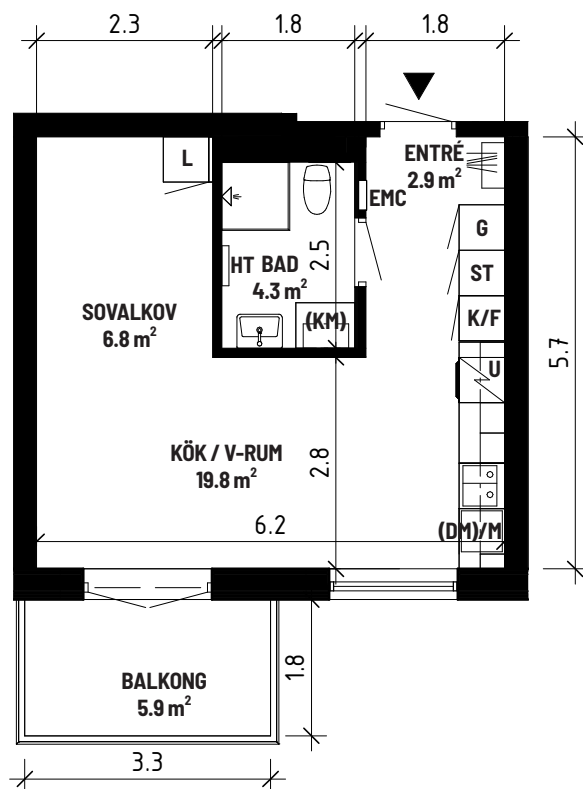 2.3
1.8
1.8
ENTRÉ
2.9 m²
L
EMC
G
ST
K/F
U
2.5
HT BAD
4.3 m²
(KM)
SOVALKOV
6.8 m²
5.7
KÖK / V-RUM
19.8 m²
2.8
6.2
(DM)/M
BALKONG
5.9 m²
1.8
3.3